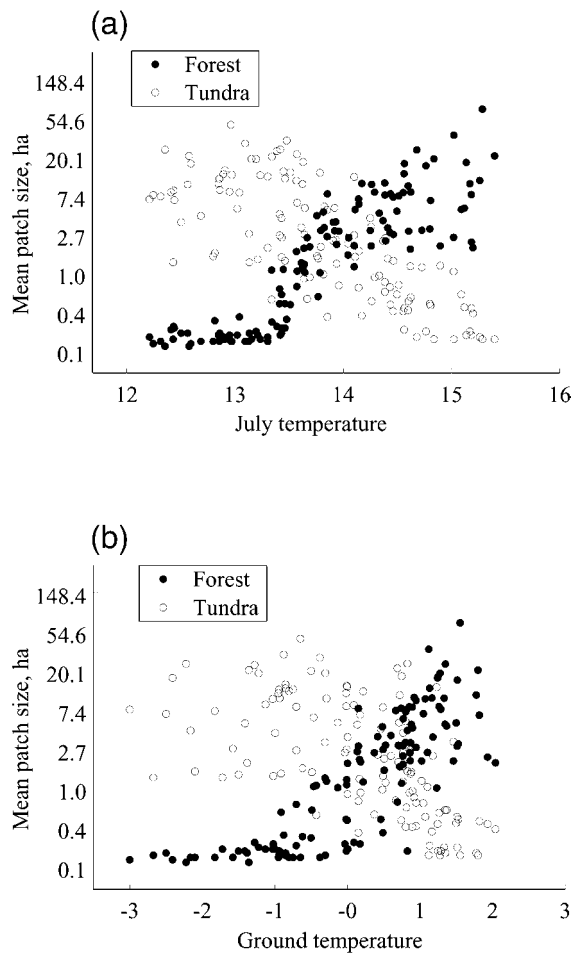 (a)
Forest
Tundra
148.4
54.6
20.1
7.4
2.7
1.0
0.4
0.1
Mean patch size, ha
12 13 14 15 16
July temperature
(b)
Forest
Tundra
148.4
54.6
20.1
7.4
2.7
1.0
0.4
0.1
Mean patch size, ha
-3 -2 -1 -0 1 2 3
Ground temperature